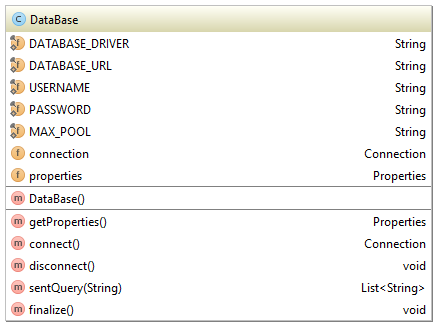 C DataBase
f DATABASE_DRIVER String
f DATABASE_URL String
f USERNAME String
f PASSWORD String
f MAX_POOL String
f connection Connection
f properties Properties
m DataBase()
m getProperties() Properties
m connect() Connection
m disconnect() void
m sentQuery(String) List<String>
m finalize() void